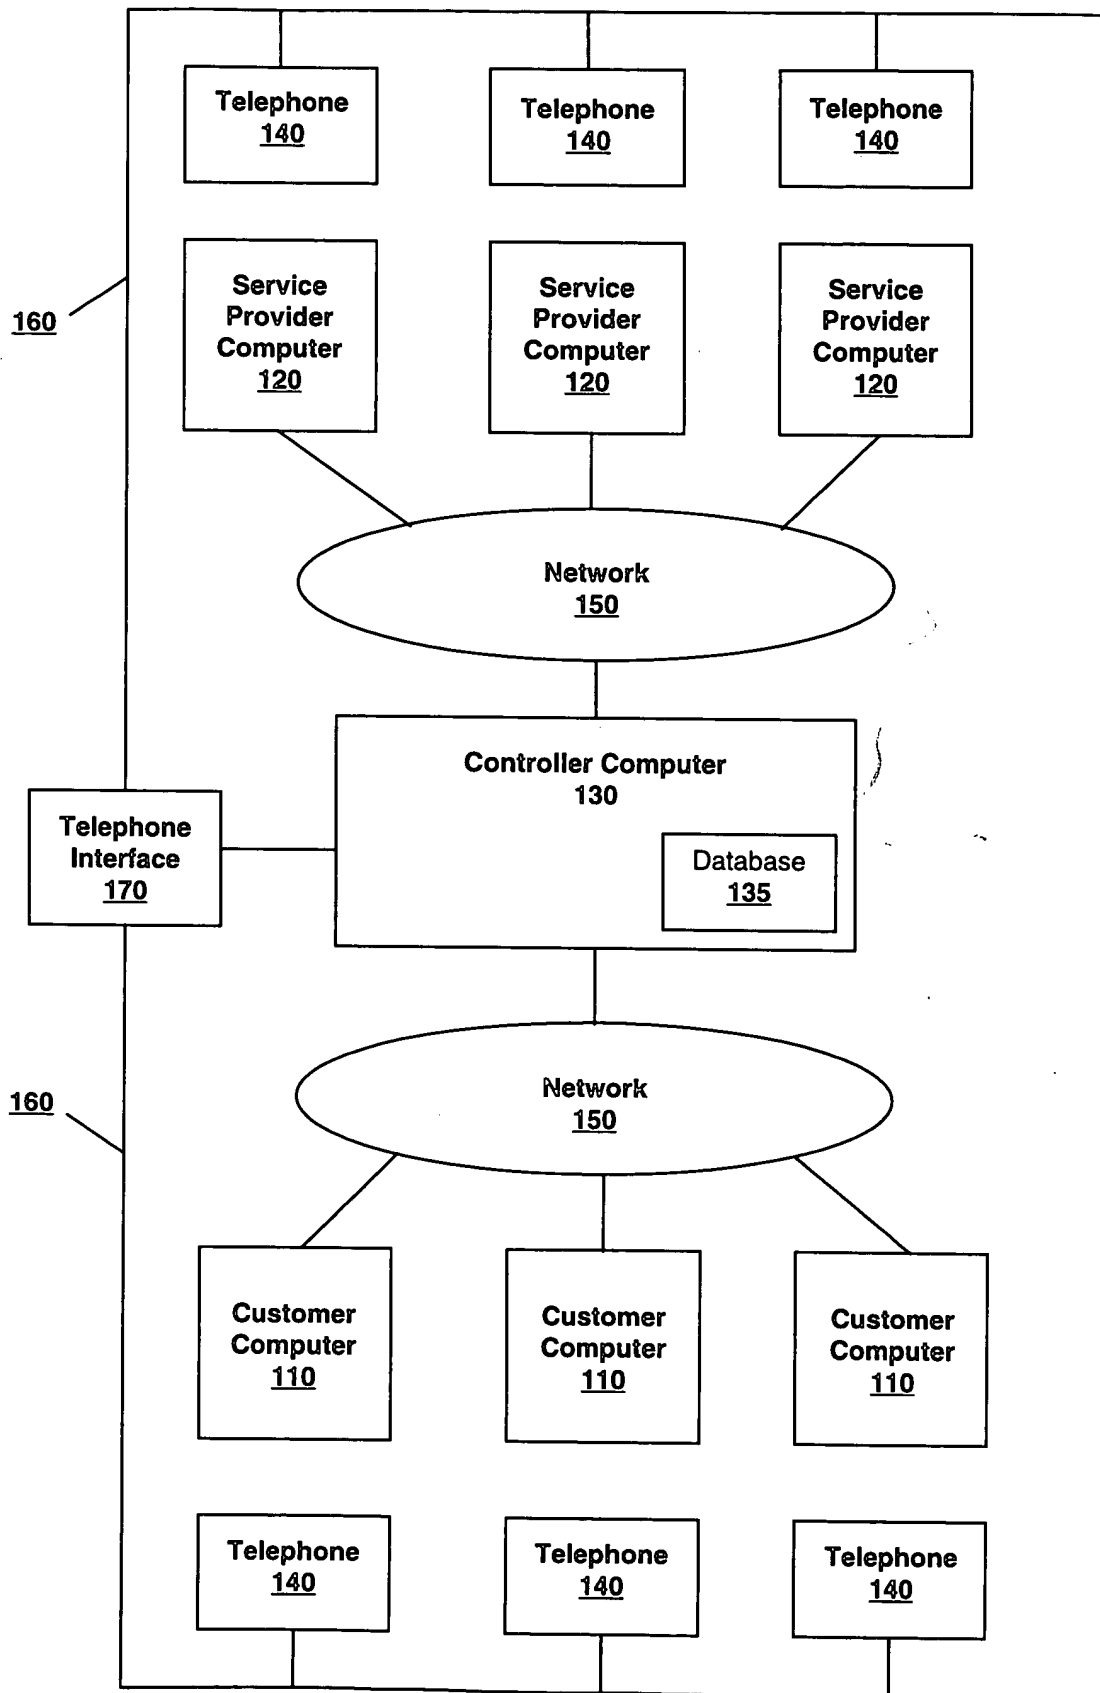 Telephone
140
Telephone
140
Telephone
140
Service
Provider
Computer
120
Service
Provider
Computer
120
Service
Provider
Computer
120
160
Network
150
Controller Computer
130
Telephone
Interface
170
Database
135
Network
150
160
Customer
Computer
110
Customer
Computer
110
Customer
Computer
110
Telephone
140
Telephone
140
Telephone
140